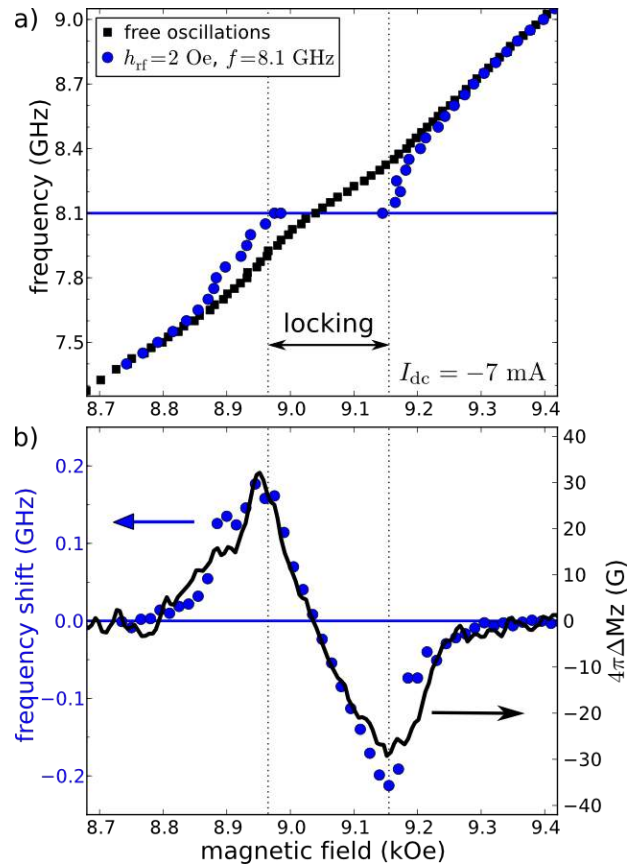 a)
9.0
8.7
8.4
8.1
7.8
7.5
frequency (GHz)
free oscillations
h_rf=2 Oe, f=8.1 GHz
locking
I_dc = −7 mA
8.7 8.8 8.9 9.0 9.1 9.2 9.3 9.4
b)
0.2
0.1
0.0
−0.1
−0.2
frequency shift (GHz)
40
30
20
10
0
−10
−20
−30
−40
4πΔMz (G)
8.7 8.8 8.9 9.0 9.1 9.2 9.3 9.4
magnetic field (kOe)